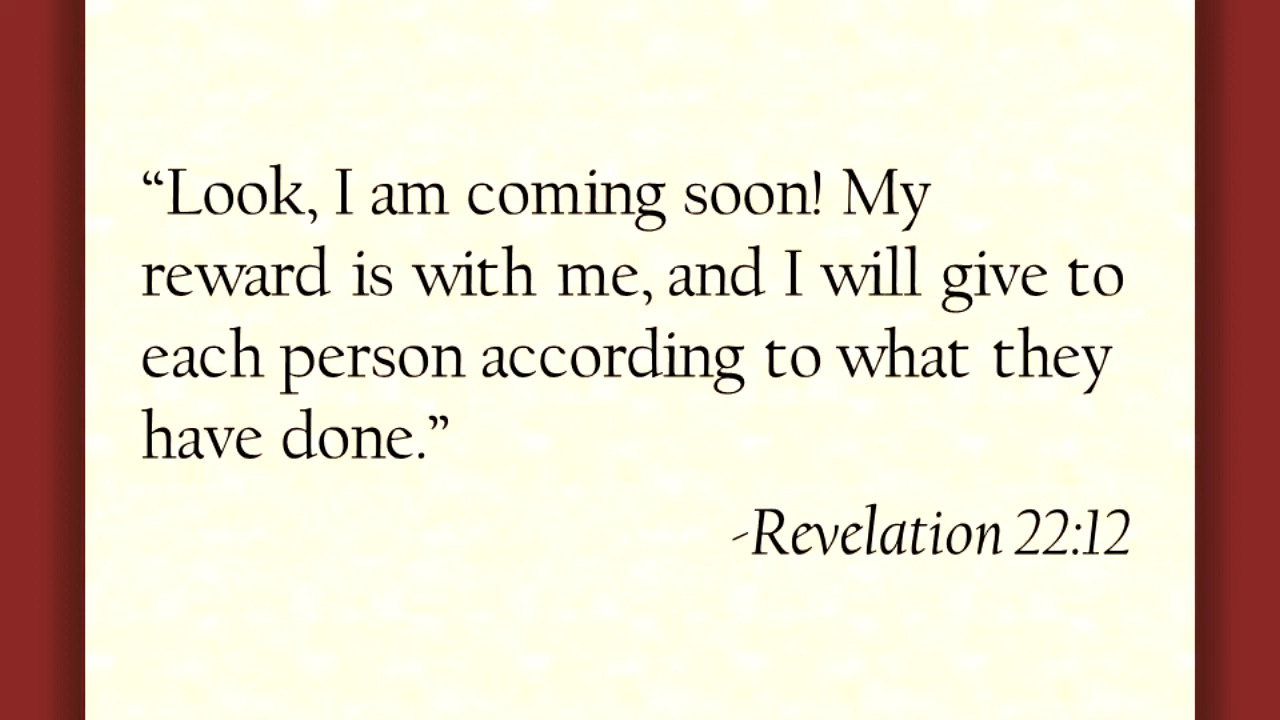 “Look, I am coming soon! My
reward is with me, and I will give to
each person according to what they
have done.”
-Revelation 22:12